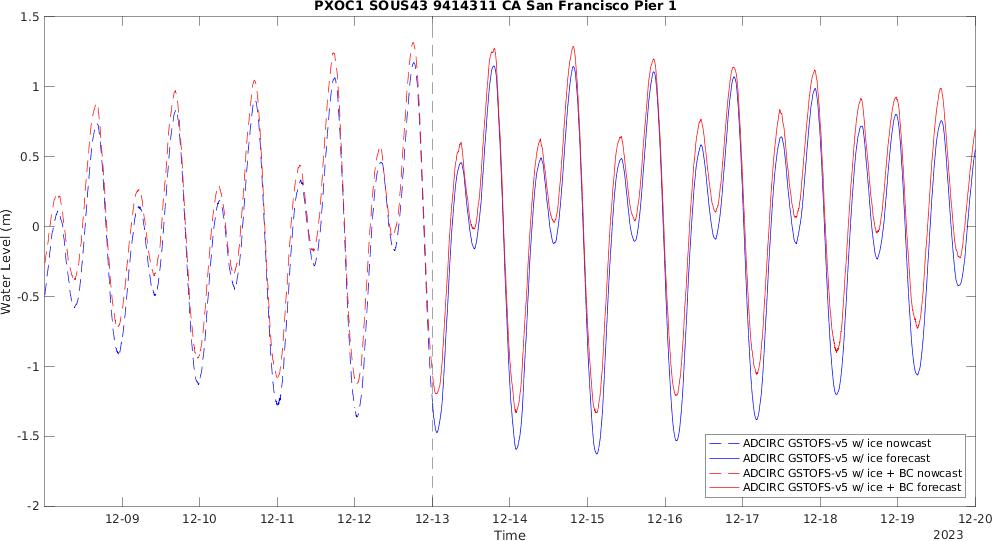 PXOC1 SOUS43 9414311 CA San Francisco Pier 1
1.5
1
0.5
0
-0.5
-1
-1.5
-2
Water Level (m)
12-09 12-10 12-11 12-12 12-13 12-14 12-15 12-16 12-17 12-18 12-19 12-20
Time
2023
ADCIRC GSTOFS-v5 w/ ice nowcast
ADCIRC GSTOFS-v5 w/ ice forecast
ADCIRC GSTOFS-v5 w/ ice + BC nowcast
ADCIRC GSTOFS-v5 w/ ice + BC forecast